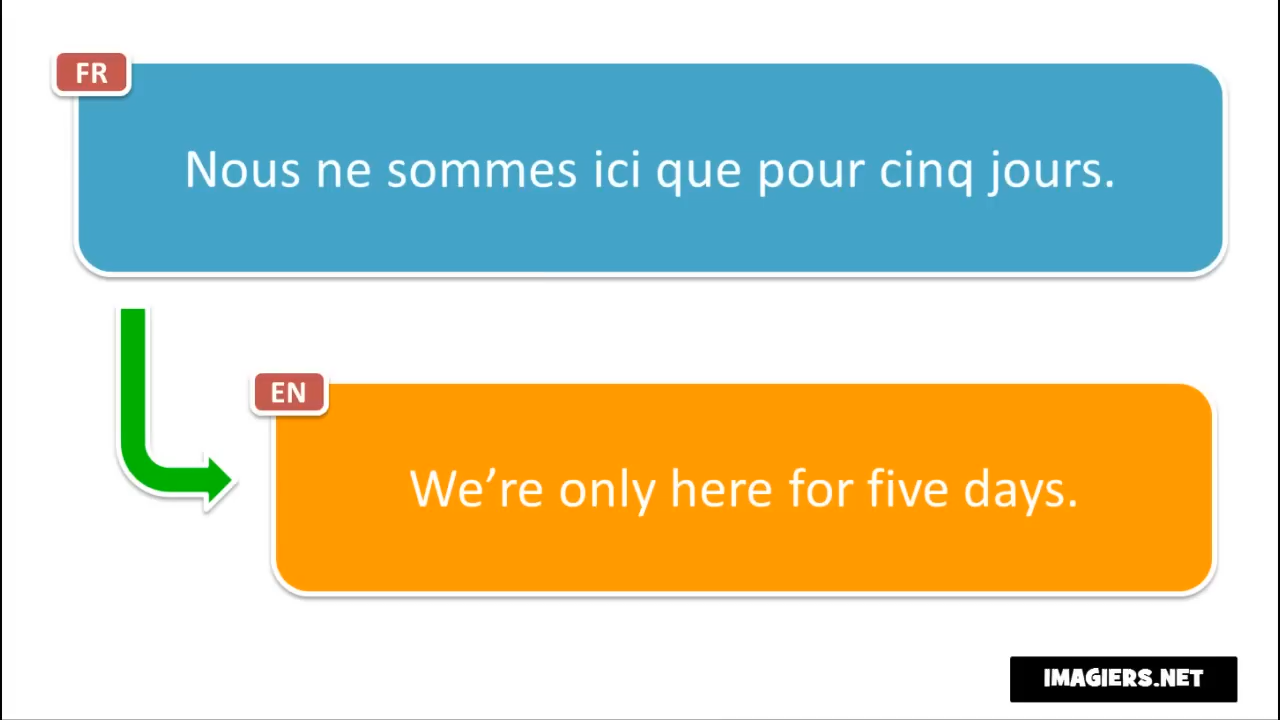 FR
Nous ne sommes ici que pour cinq jours.
EN
We’re only here for five days.
IMAGIERS.NET